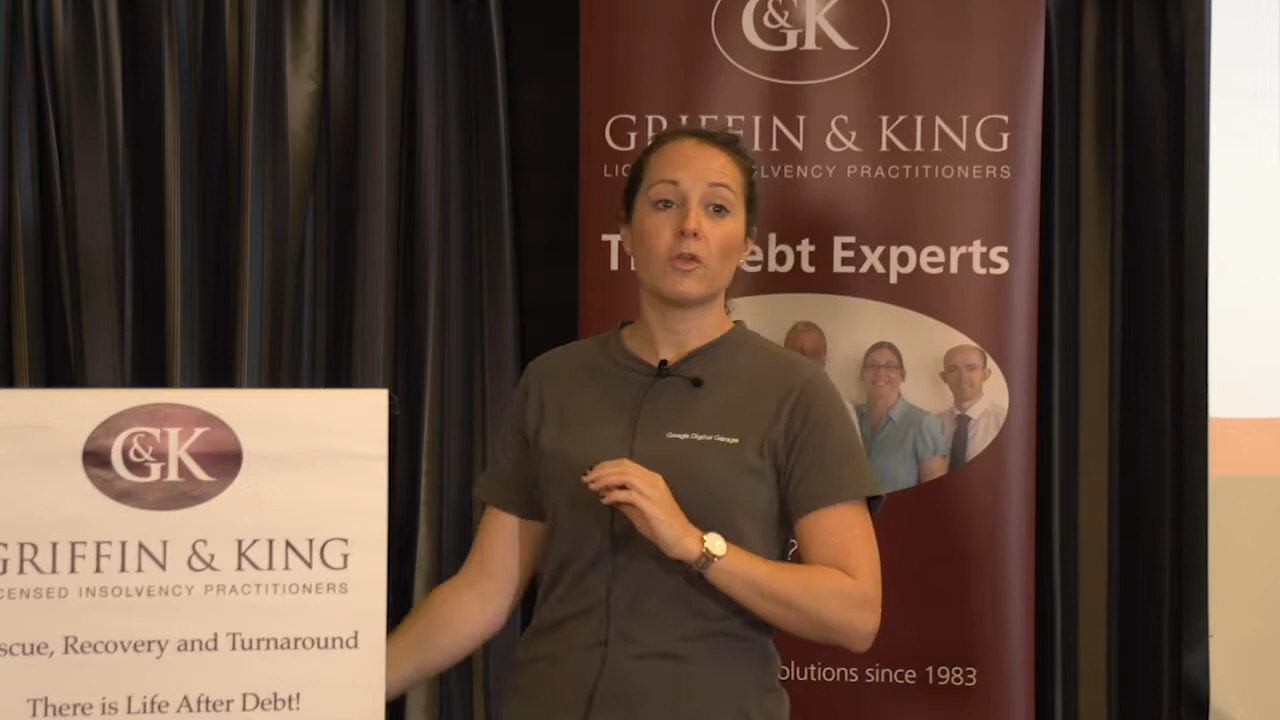 G&K
GRIFFIN & KING
CENSED INSOLVENCY PRACTITIONERS
scue, Recovery and Turnaround
There is Life After Debt!
G&K
GRIFFIN & KING
LIC LVENCY PRACTITIONERS
T ebt Experts
?
olutions since 1983
Google Digital Garage